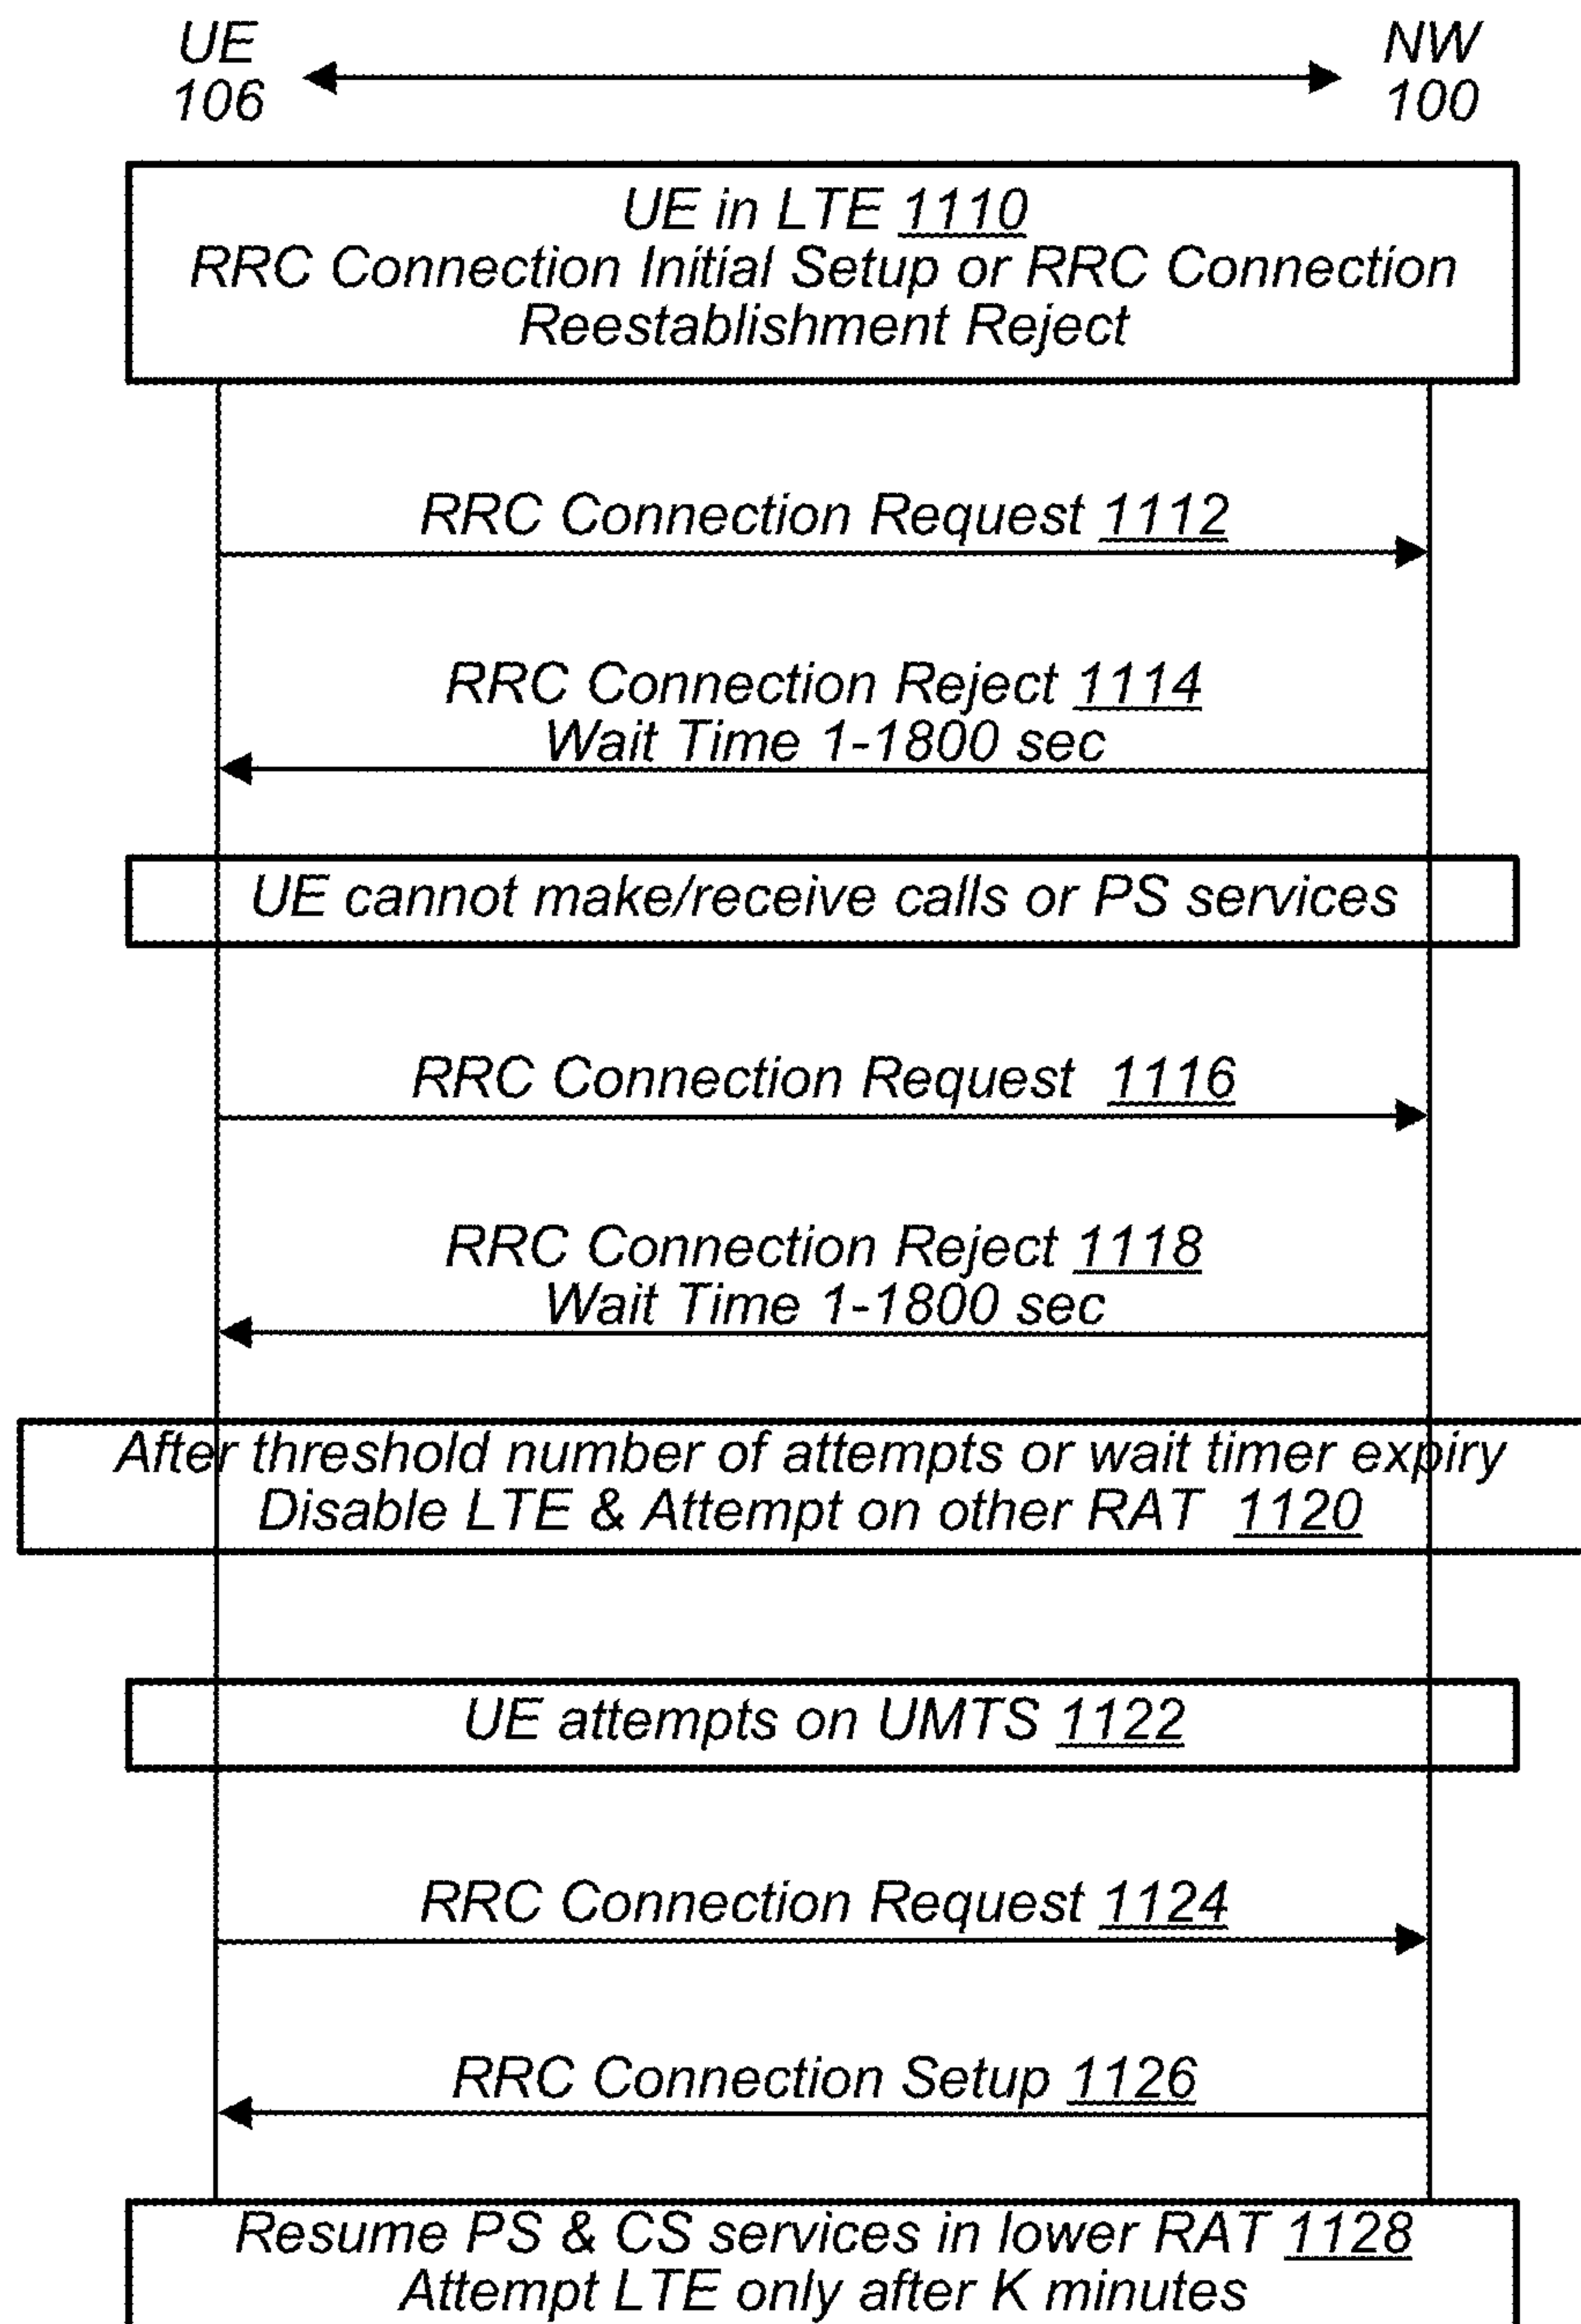 UE
106
NW
100
UE in LTE 1110
RRC Connection Initial Setup or RRC Connection
Reestablishment Reject
RRC Connection Request 1112
RRC Connection Reject 1114
Wait Time 1-1800 sec
UE cannot make/receive calls or PS services
RRC Connection Request 1116
RRC Connection Reject 1118
Wait Time 1-1800 sec
After threshold number of attempts or wait timer expiry
Disable LTE & Attempt on other RAT 1120
UE attempts on UMTS 1122
RRC Connection Request 1124
RRC Connection Setup 1126
Resume PS & CS services in lower RAT 1128
Attempt LTE only after K minutes